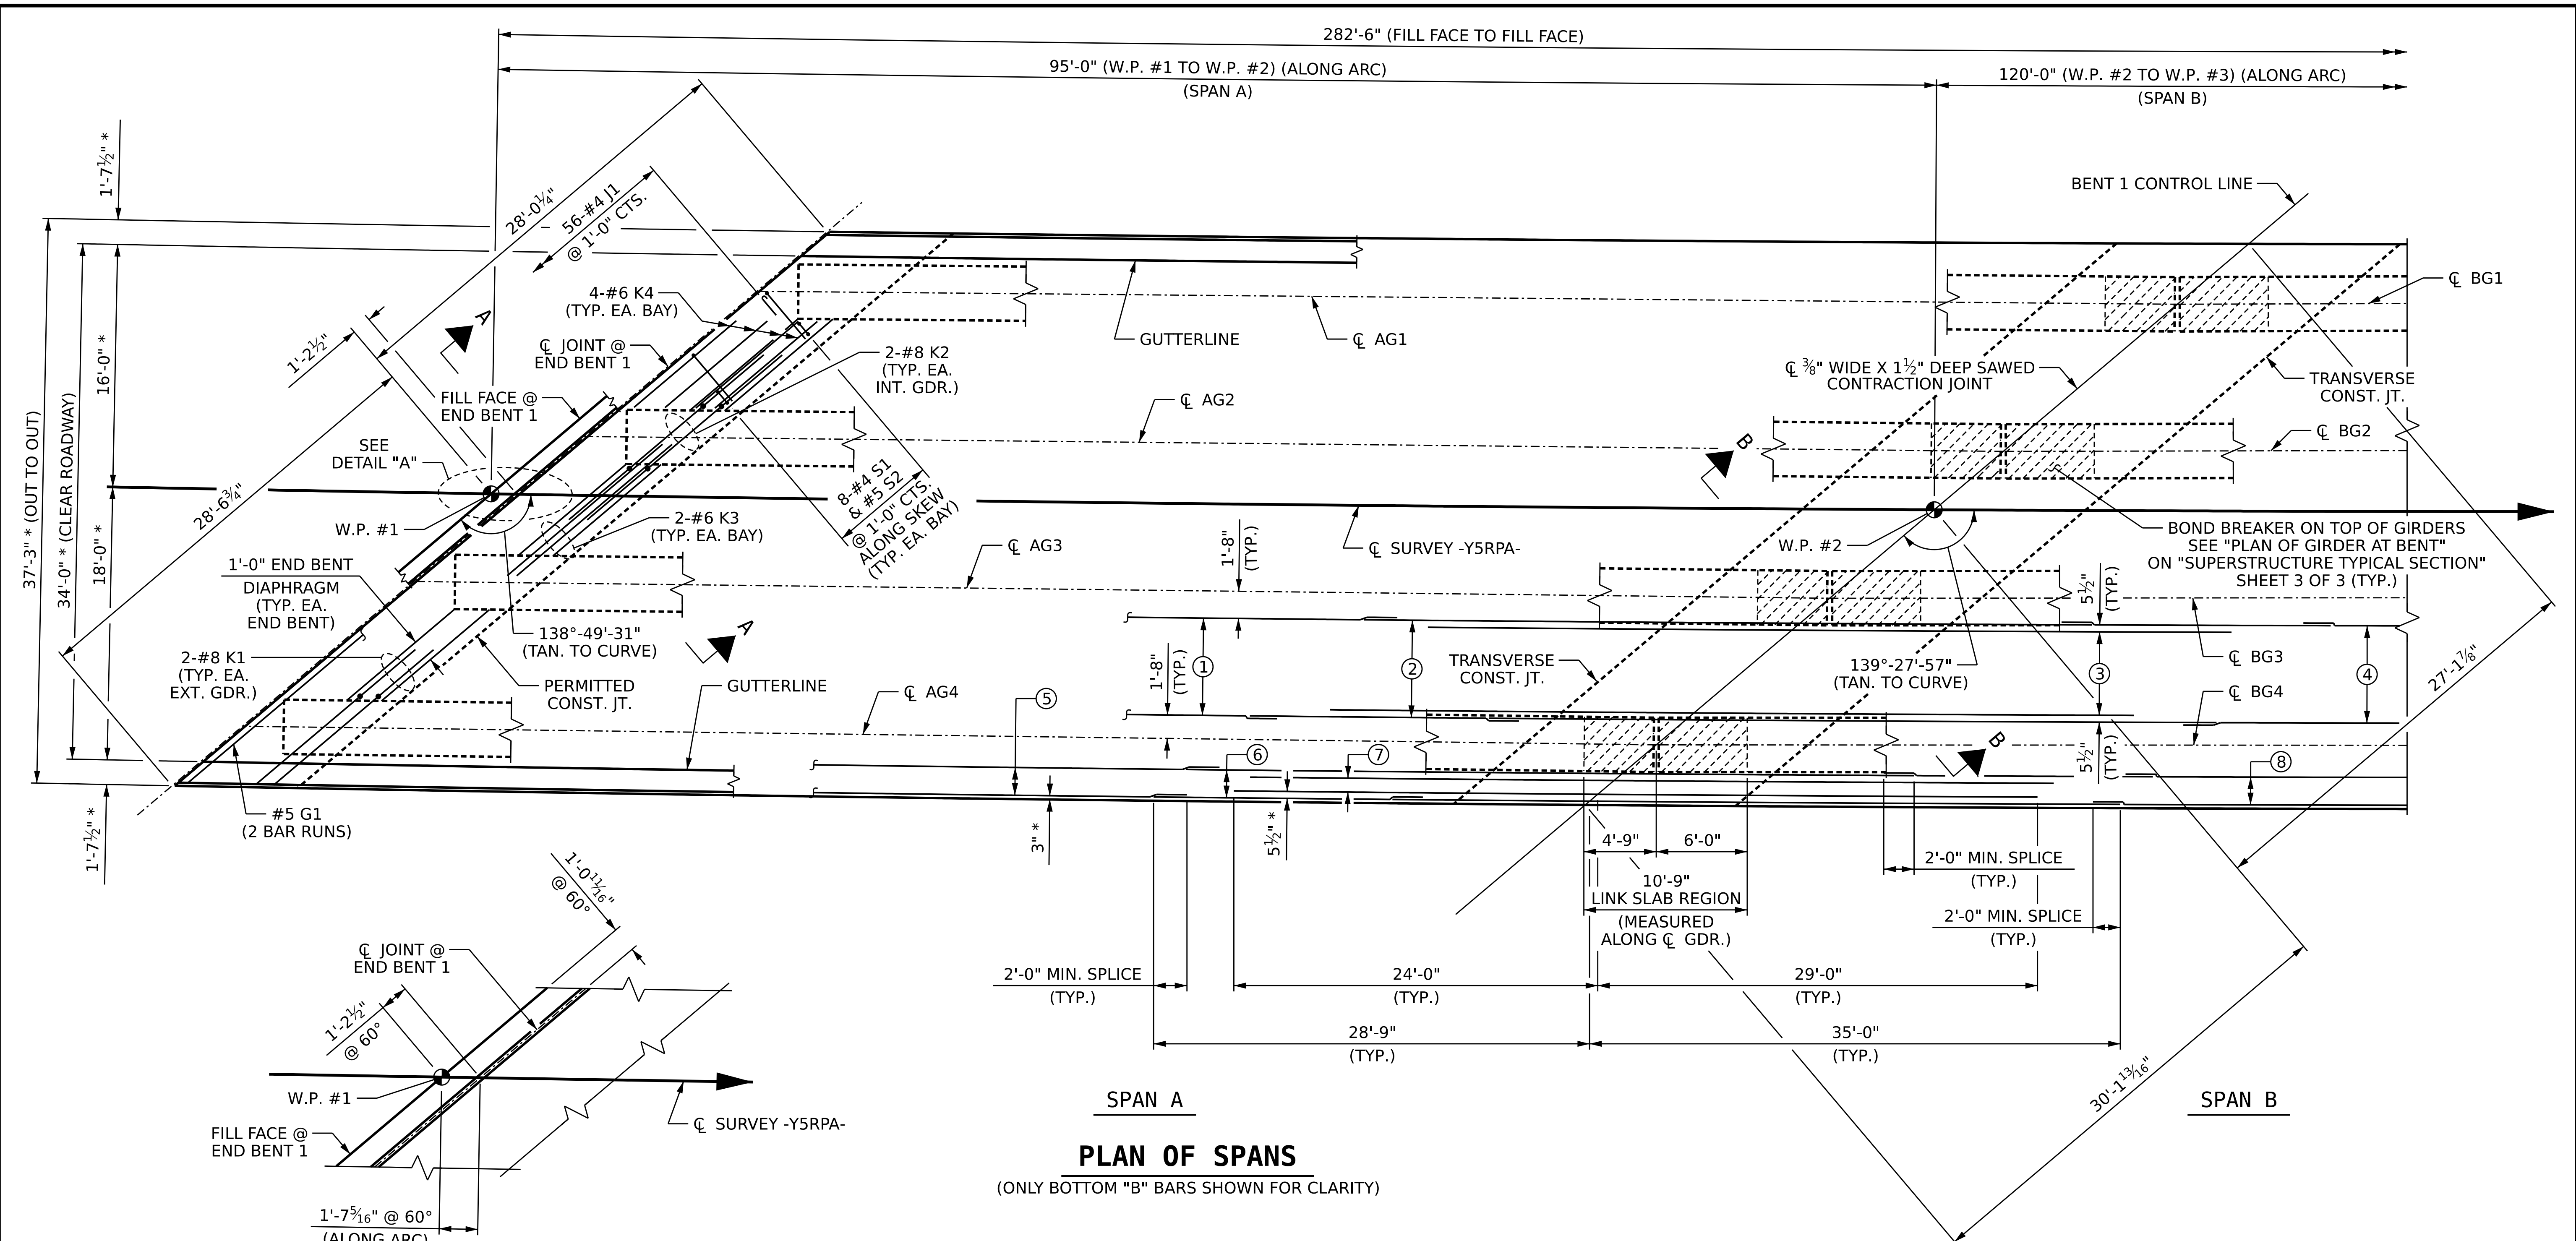 282'-6" (FILL FACE TO FILL FACE)
95'-0" (W.P. #1 TO W.P. #2) (ALONG ARC)
(SPAN A)
120'-0" (W.P. #2 TO W.P. #3) (ALONG ARC)
(SPAN B)
1'-7½" *
28'-0¼"
56-#4 J1
@ 1'-0" CTS.
BENT 1 CONTROL LINE
4-#6 K4
(TYP. EA. BAY)
℄ JOINT @
END BENT 1
1'-2½"
A
GUTTERLINE
℄ AG1
℄ BG1
16'-0" *
2-#8 K2
(TYP. EA.
INT. GDR.)
FILL FACE @
END BENT 1
℄ AG2
℄ ⅜" WIDE X 1½" DEEP SAWED
CONTRACTION JOINT
TRANSVERSE
CONST. JT.
℄ BG2
SEE
DETAIL "A"
B
37'-3" * (OUT TO OUT)
34'-0" * (CLEAR ROADWAY)
18'-0" *
28'-6¾"
W.P. #1
8-#4 S1
& #5 S2
@ 1'-0" CTS.
ALONG SKEW
(TYP. EA. BAY)
2-#6 K3
(TYP. EA. BAY)
℄ AG3
1'-8"
(TYP.)
℄ SURVEY -Y5RPA-
W.P. #2
BOND BREAKER ON TOP OF GIRDERS
SEE "PLAN OF GIRDER AT BENT"
ON "SUPERSTRUCTURE TYPICAL SECTION"
SHEET 3 OF 3 (TYP.)
5½"
(TYP.)
1'-0" END BENT
DIAPHRAGM
(TYP. EA.
END BENT)
138°-49'-31"
(TAN. TO CURVE)
A
2-#8 K1
(TYP. EA.
EXT. GDR.)
PERMITTED
CONST. JT.
GUTTERLINE
℄ AG4
1'-8"
(TYP.)
1
2
TRANSVERSE
CONST. JT.
139°-27'-57"
(TAN. TO CURVE)
3
4
℄ BG3
℄ BG4
27'-1⅞"
5
6
7
8
B
5½"
(TYP.)
#5 G1
(2 BAR RUNS)
1'-7½" *
3" *
5½" *
4'-9"
6'-0"
10'-9"
LINK SLAB REGION
(MEASURED
ALONG ℄ GDR.)
2'-0" MIN. SPLICE
(TYP.)
2'-0" MIN. SPLICE
(TYP.)
2'-0" MIN. SPLICE
(TYP.)
24'-0"
(TYP.)
29'-0"
(TYP.)
28'-9"
(TYP.)
35'-0"
(TYP.)
30'-1¹³⁄₁₆"
1'-0¹¹⁄₁₆"
@ 60°
℄ JOINT @
END BENT 1
1'-2½"
@ 60°
W.P. #1
FILL FACE @
END BENT 1
℄ SURVEY -Y5RPA-
1'-7⁵⁄₁₆" @ 60°
(ALONG ARC)
SPAN A
SPAN B
PLAN OF SPANS
(ONLY BOTTOM "B" BARS SHOWN FOR CLARITY)